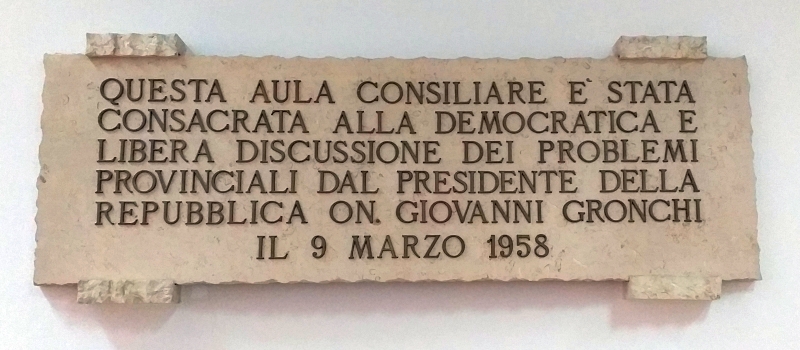 QUESTA AULA CONSILIARE E` STATA
CONSACRATA ALLA DEMOCRATICA E
LIBERA DISCUSSIONE DEI PROBLEMI
PROVINCIALI DAL PRESIDENTE DELLA
REPUBBLICA ON. GIOVANNI GRONCHI
IL 9 MARZO 1958